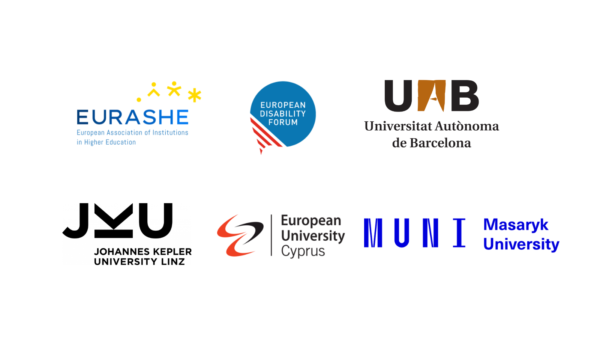 EURASHE
European Association of Institutions
in Higher Education
EUROPEAN
DISABILITY
FORUM
UAB
Universitat Autònoma
de Barcelona
JKU
JOHANNES KEPLER
UNIVERSITY LINZ
European
University
Cyprus
MUNI
Masaryk
University